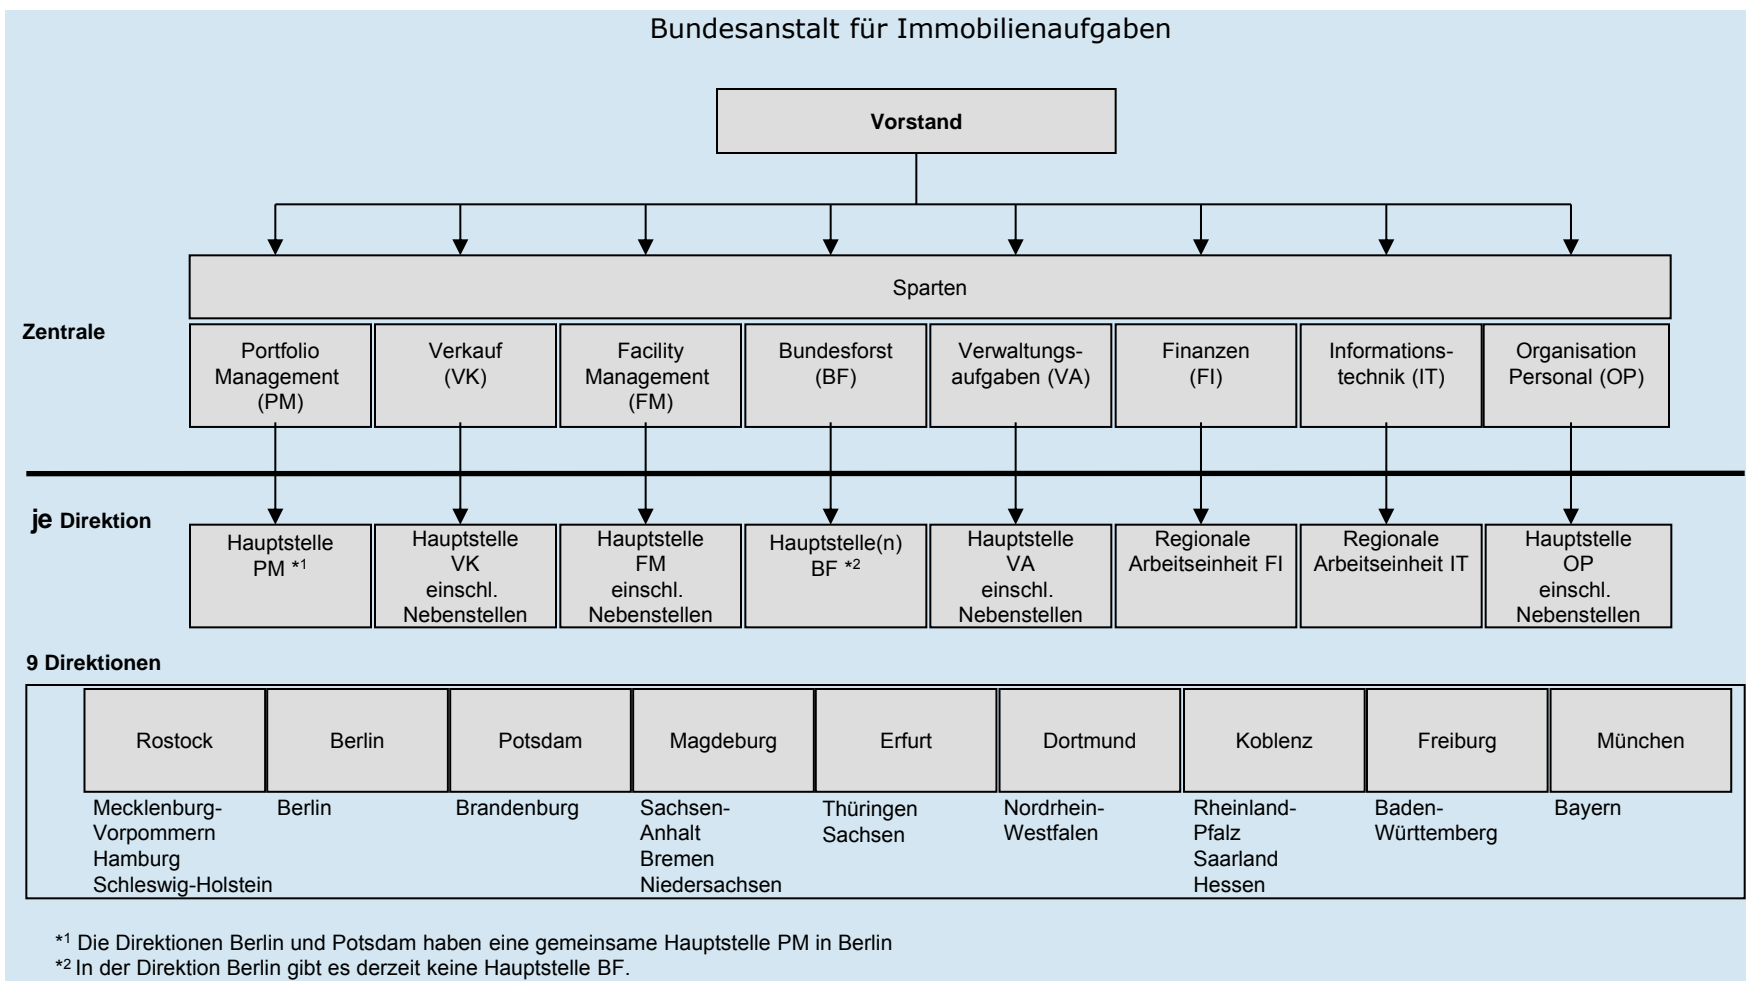 Bundesanstalt für Immobilienaufgaben
Vorstand
Sparten
Zentrale
Portfolio
Management
(PM)
Verkauf
(VK)
Facility
Management
(FM)
Bundesforst
(BF)
Verwaltungs-
aufgaben (VA)
Finanzen
(FI)
Informations-
technik (IT)
Organisation
Personal (OP)
je Direktion
Hauptstelle
PM *1
Hauptstelle
VK
einschl.
Nebenstellen
Hauptstelle
FM
einschl.
Nebenstellen
Hauptstelle(n)
BF *2
Hauptstelle
VA
einschl.
Nebenstellen
Regionale
Arbeitseinheit FI
Regionale
Arbeitseinheit IT
Hauptstelle
OP
einschl.
Nebenstellen
9 Direktionen
Rostock
Berlin
Potsdam
Magdeburg
Erfurt
Dortmund
Koblenz
Freiburg
München
Mecklenburg-
Vorpommern
Hamburg
Schleswig-Holstein
Berlin
Brandenburg
Sachsen-
Anhalt
Bremen
Niedersachsen
Thüringen
Sachsen
Nordrhein-
Westfalen
Rheinland-
Pfalz
Saarland
Hessen
Baden-
Württemberg
Bayern
*1 Die Direktionen Berlin und Potsdam haben eine gemeinsame Hauptstelle PM in Berlin
*2 In der Direktion Berlin gibt es derzeit keine Hauptstelle BF.